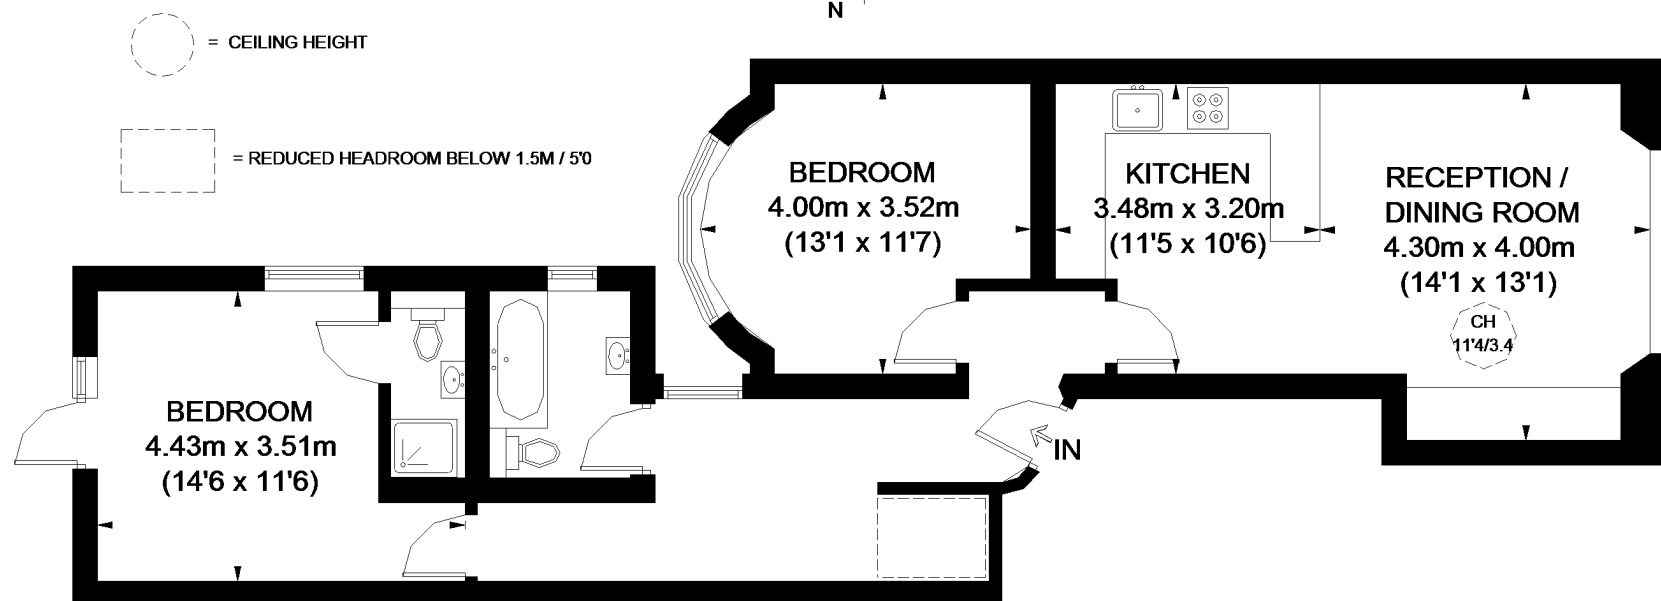 N
= CEILING HEIGHT
= REDUCED HEADROOM BELOW 1.5M / 5'0
BEDROOM
4.00m x 3.52m
(13'1 x 11'7)
KITCHEN
3.48m x 3.20m
(11'5 x 10'6)
RECEPTION /
DINING ROOM
4.30m x 4.00m
(14'1 x 13'1)
CH
11'4/3.4
BEDROOM
4.43m x 3.51m
(14'6 x 11'6)
IN